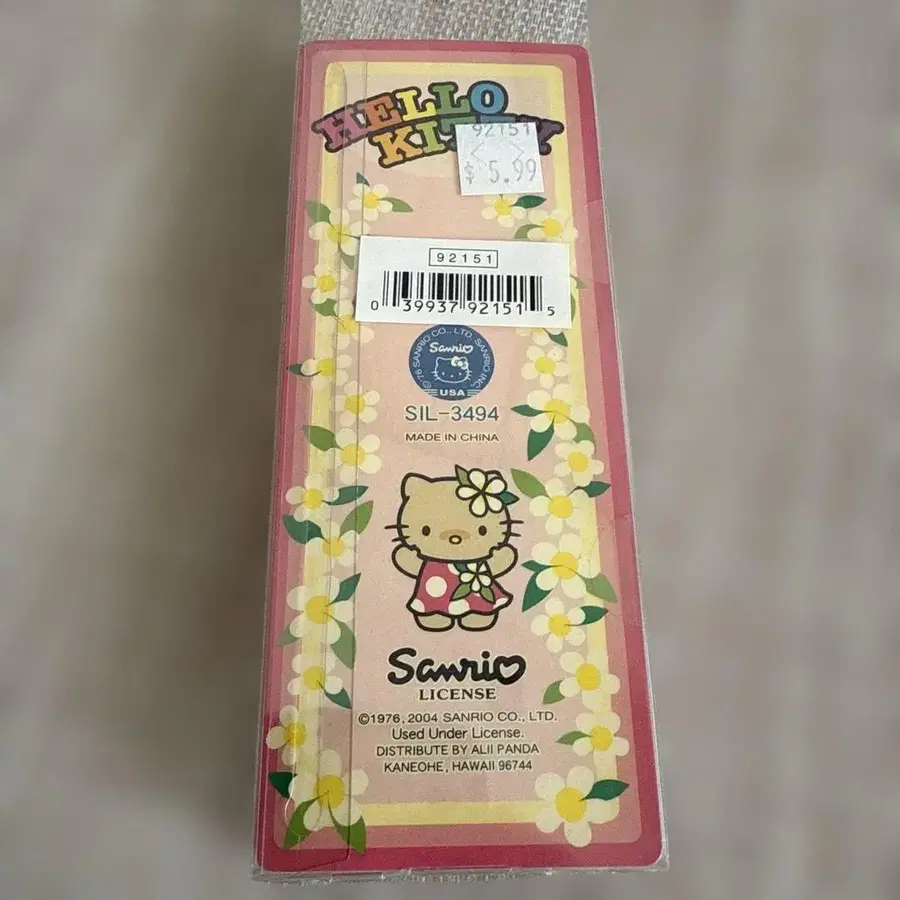 HELLO
KITTY
92151
$ 5.99
92151
0 39937 92151 5
© '76 SANRIO CO., LTD. SANRIO INC.
Sanrio
USA
SIL-3494
MADE IN CHINA
Sanrio
LICENSE
©1976, 2004 SANRIO CO., LTD.
Used Under License.
DISTRIBUTE BY ALII PANDA
KANEOHE, HAWAII 96744